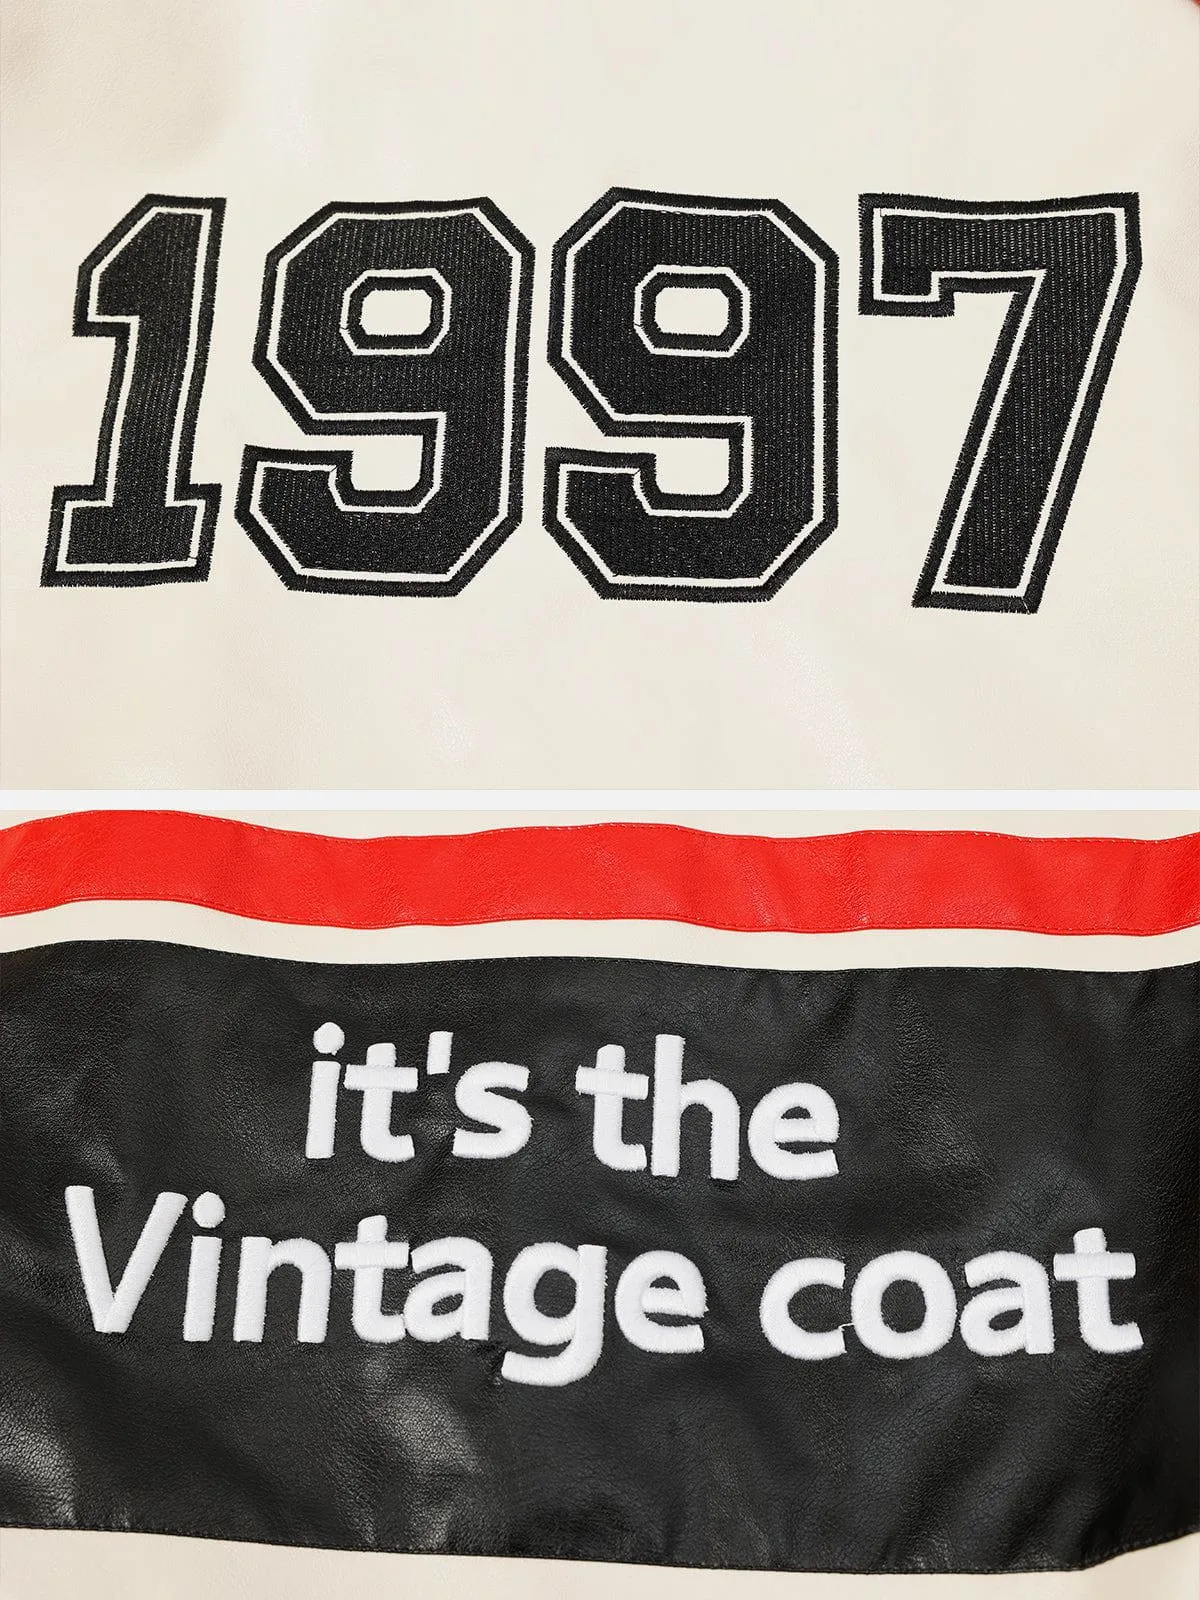 1997
it's the
Vintage coat